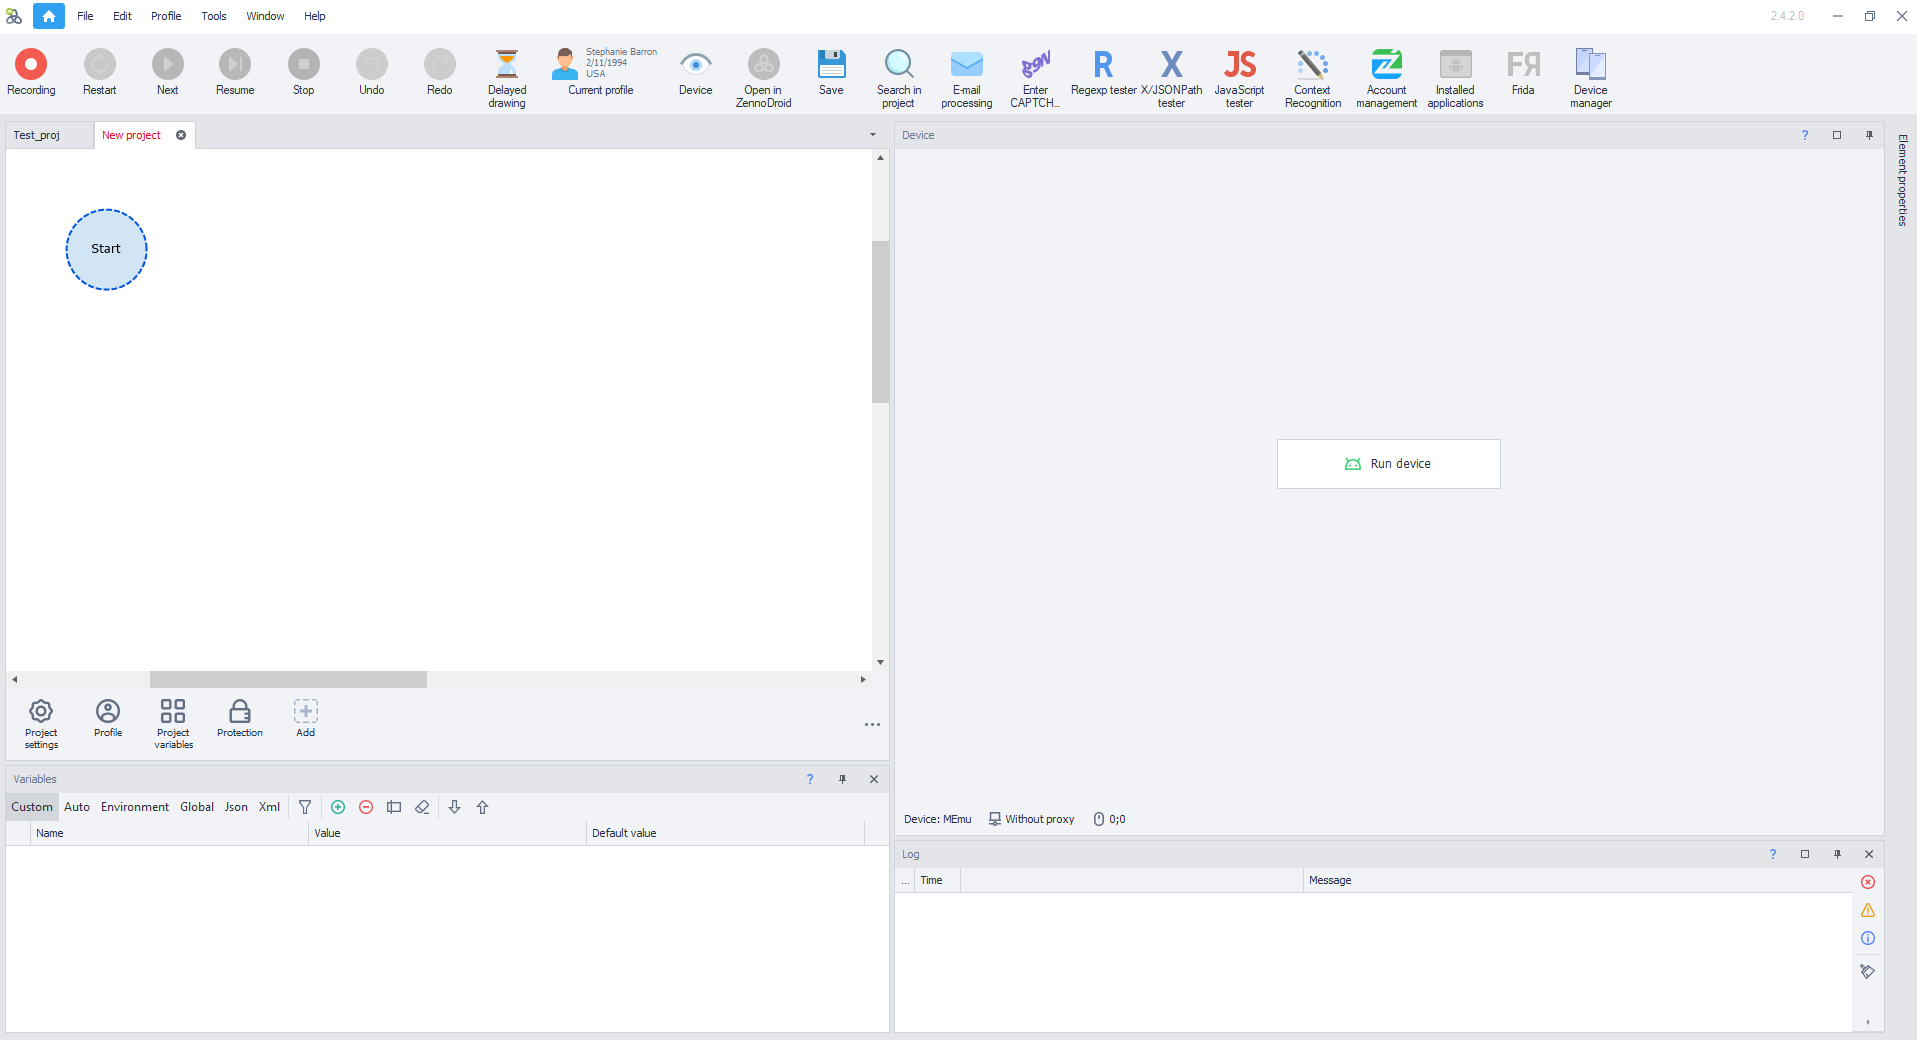 File Edit Profile Tools Window Help
2.4.2.0
Recording
Restart
Next
Resume
Stop
Undo
Redo
Delayed
drawing
Stephanie Barron
2/11/1994
USA
Current profile
Device
Open in
ZennoDroid
Save
Search in
project
E-mail
processing
Enter
CAPTCH...
R
Regexp tester
X
X/JSONPath
tester
JS
JavaScript
tester
Context
Recognition
Account
management
Installed
applications
Frida
Device
manager
Test_proj
New project
Start
Project
settings
Profile
Project
variables
Protection
Add
Variables
?
Custom Auto Environment Global Json Xml
Name Value Default value
Device
?
Run device
Device: MEmu Without proxy 0;0
Log
?
... Time Message
Element properties